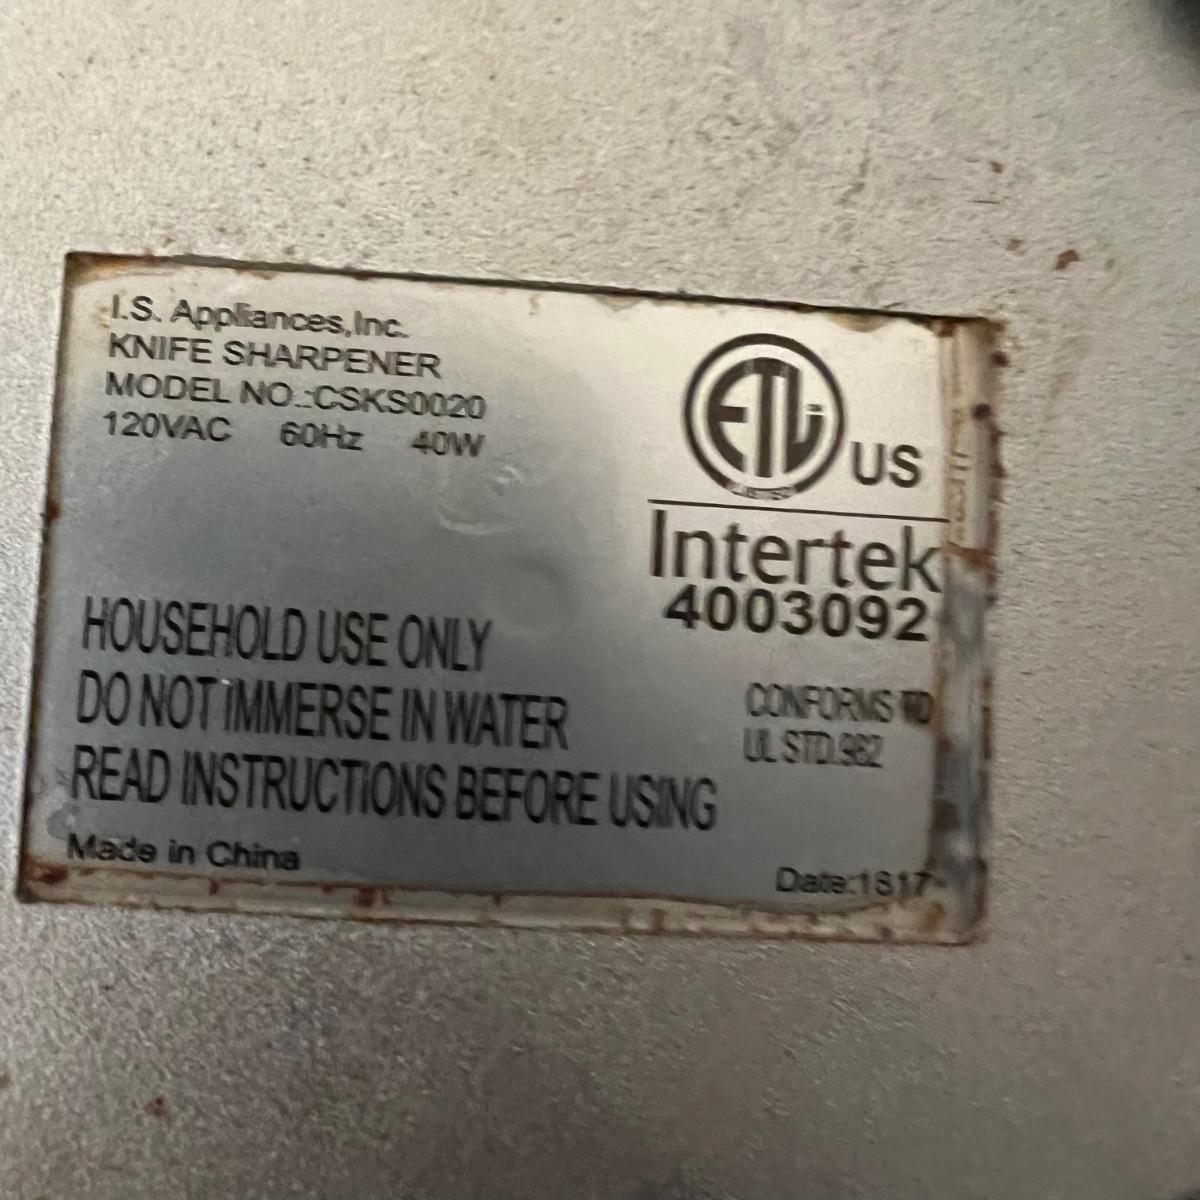 I.S. Appliances,Inc.
KNIFE SHARPENER
MODEL NO.:CSKS0020
120VAC 60Hz 40W
ETL
US
Intertek
4003092
HOUSEHOLD USE ONLY
DO NOT IMMERSE IN WATER
READ INSTRUCTIONS BEFORE USING
CONFORMS TO
UL STD.982
Made in China
Date:1817